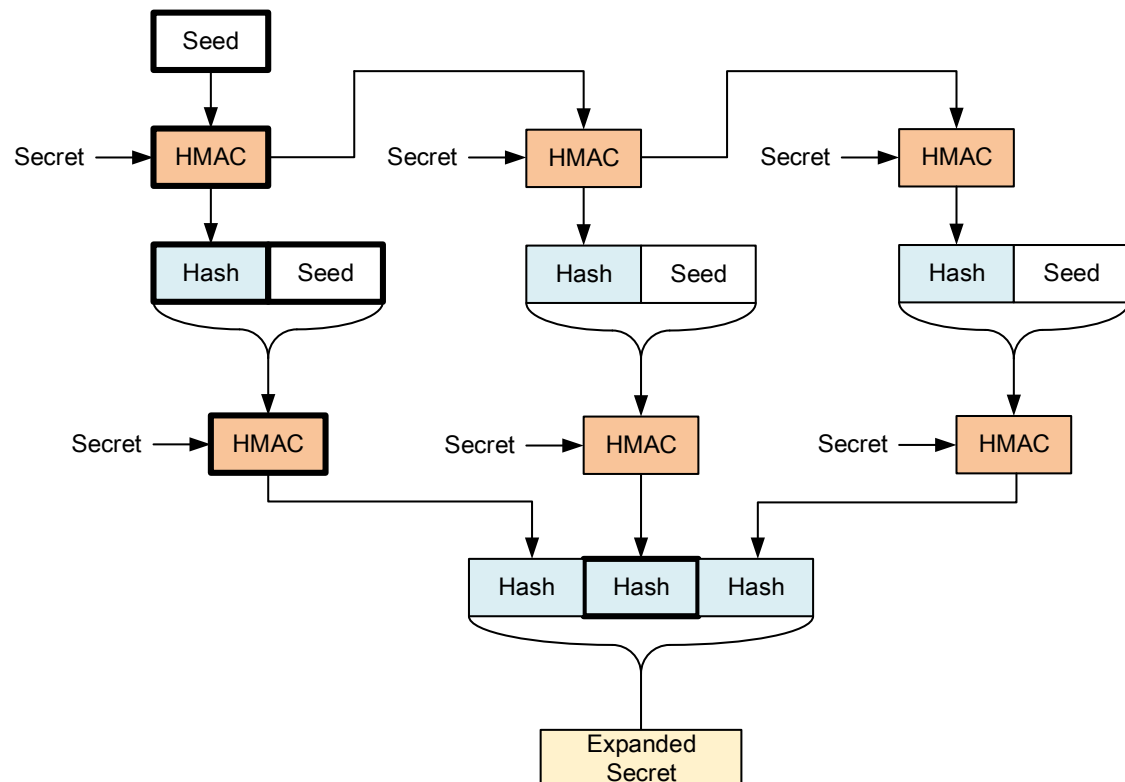 Seed
Secret HMAC Secret HMAC Secret HMAC
Hash Seed Hash Seed Hash Seed
Secret HMAC Secret HMAC Secret HMAC
Hash Hash Hash
Expanded
Secret